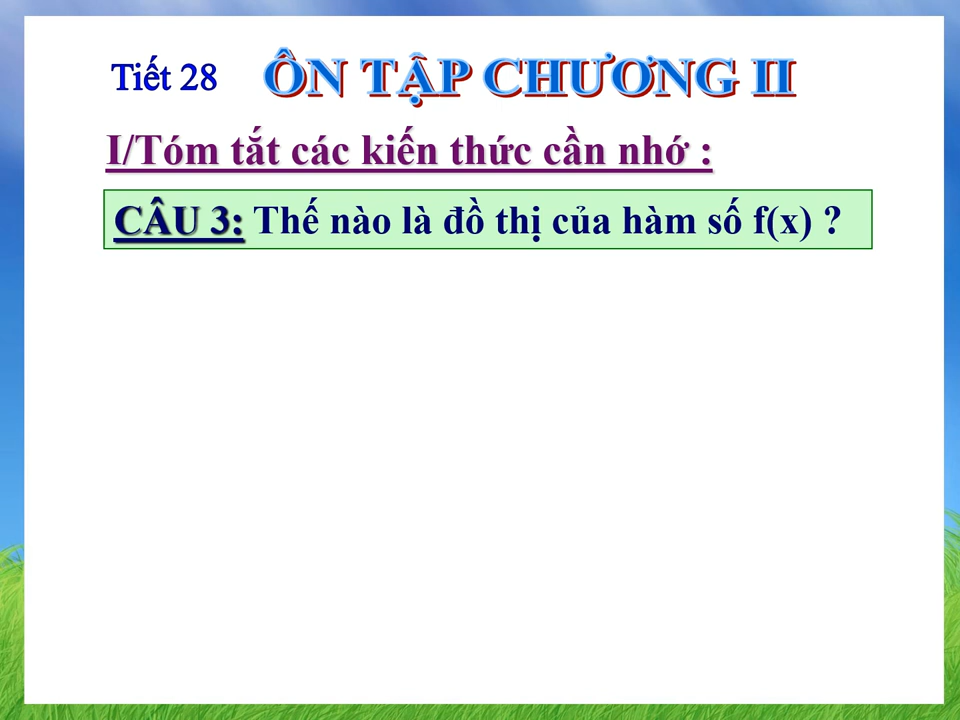 Tiết 28
ÔN TẬP CHƯƠNG II
I/Tóm tắt các kiến thức cần nhớ :
CÂU 3: Thế nào là đồ thị của hàm số f(x) ?